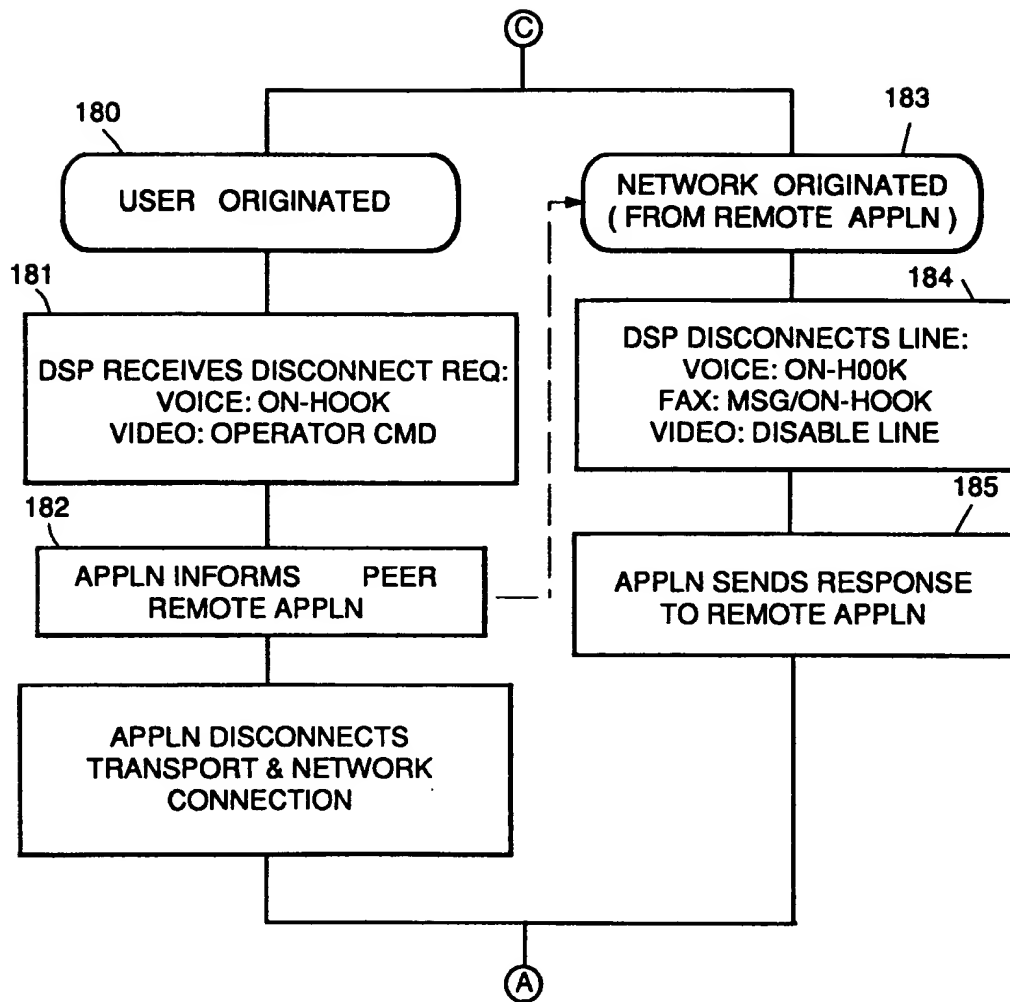 C
180
USER ORIGINATED
181
DSP RECEIVES DISCONNECT REQ:
VOICE: ON-HOOK
VIDEO: OPERATOR CMD
182
APPLN INFORMS PEER
REMOTE APPLN
APPLN DISCONNECTS
TRANSPORT & NETWORK
CONNECTION
183
NETWORK ORIGINATED
( FROM REMOTE APPLN )
184
DSP DISCONNECTS LINE:
VOICE: ON-H00K
FAX: MSG/ON-HOOK
VIDEO: DISABLE LINE
185
APPLN SENDS RESPONSE
TO REMOTE APPLN
A